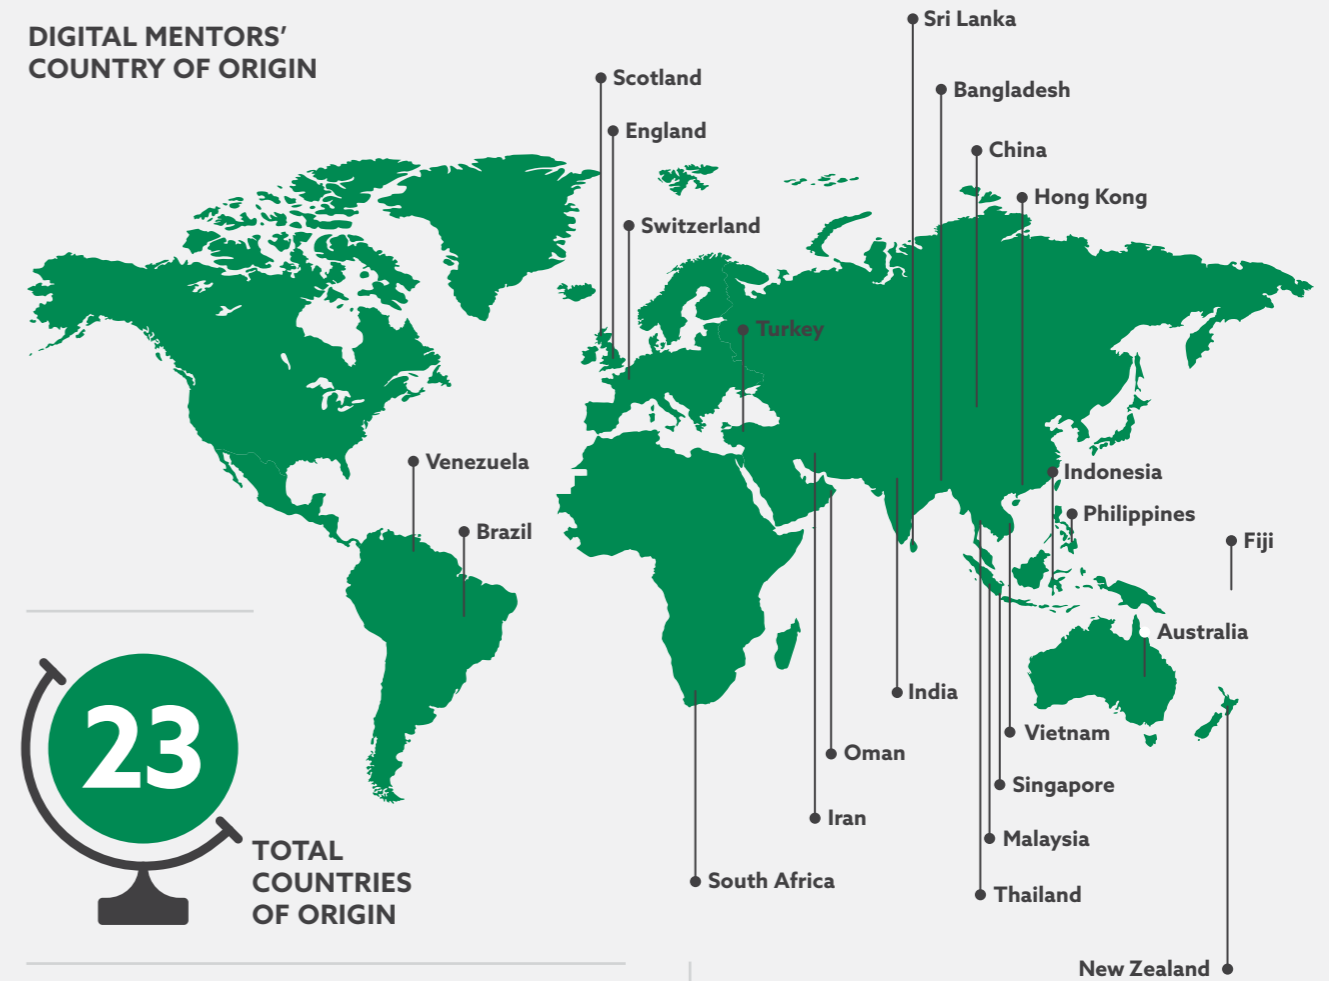 DIGITAL MENTORS'
COUNTRY OF ORIGIN
Sri Lanka
Scotland
Bangladesh
England
China
Hong Kong
Switzerland
Turkey
Venezuela
Indonesia
Philippines
Brazil
Fiji
Australia
India
Vietnam
Oman
Singapore
Iran
Malaysia
South Africa
Thailand
New Zealand
23
TOTAL
COUNTRIES
OF ORIGIN